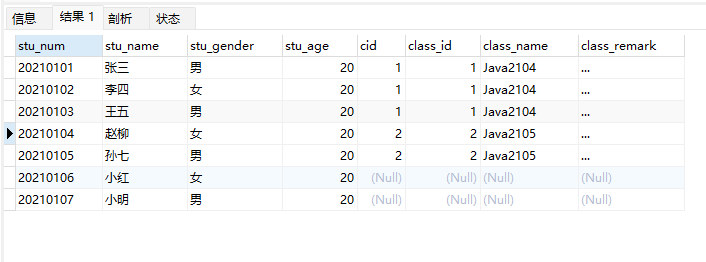 信息 结果 1 剖析 状态
stu_num stu_name stu_gender stu_age cid class_id class_name class_remark
20210101 张三 男 20 1 1 Java2104 ...
20210102 李四 女 20 1 1 Java2104 ...
20210103 王五 男 20 1 1 Java2104 ...
20210104 赵柳 女 20 2 2 Java2105 ...
20210105 孙七 男 20 2 2 Java2105 ...
20210106 小红 女 20 (Null) (Null) (Null) (Null)
20210107 小明 男 20 (Null) (Null) (Null) (Null)